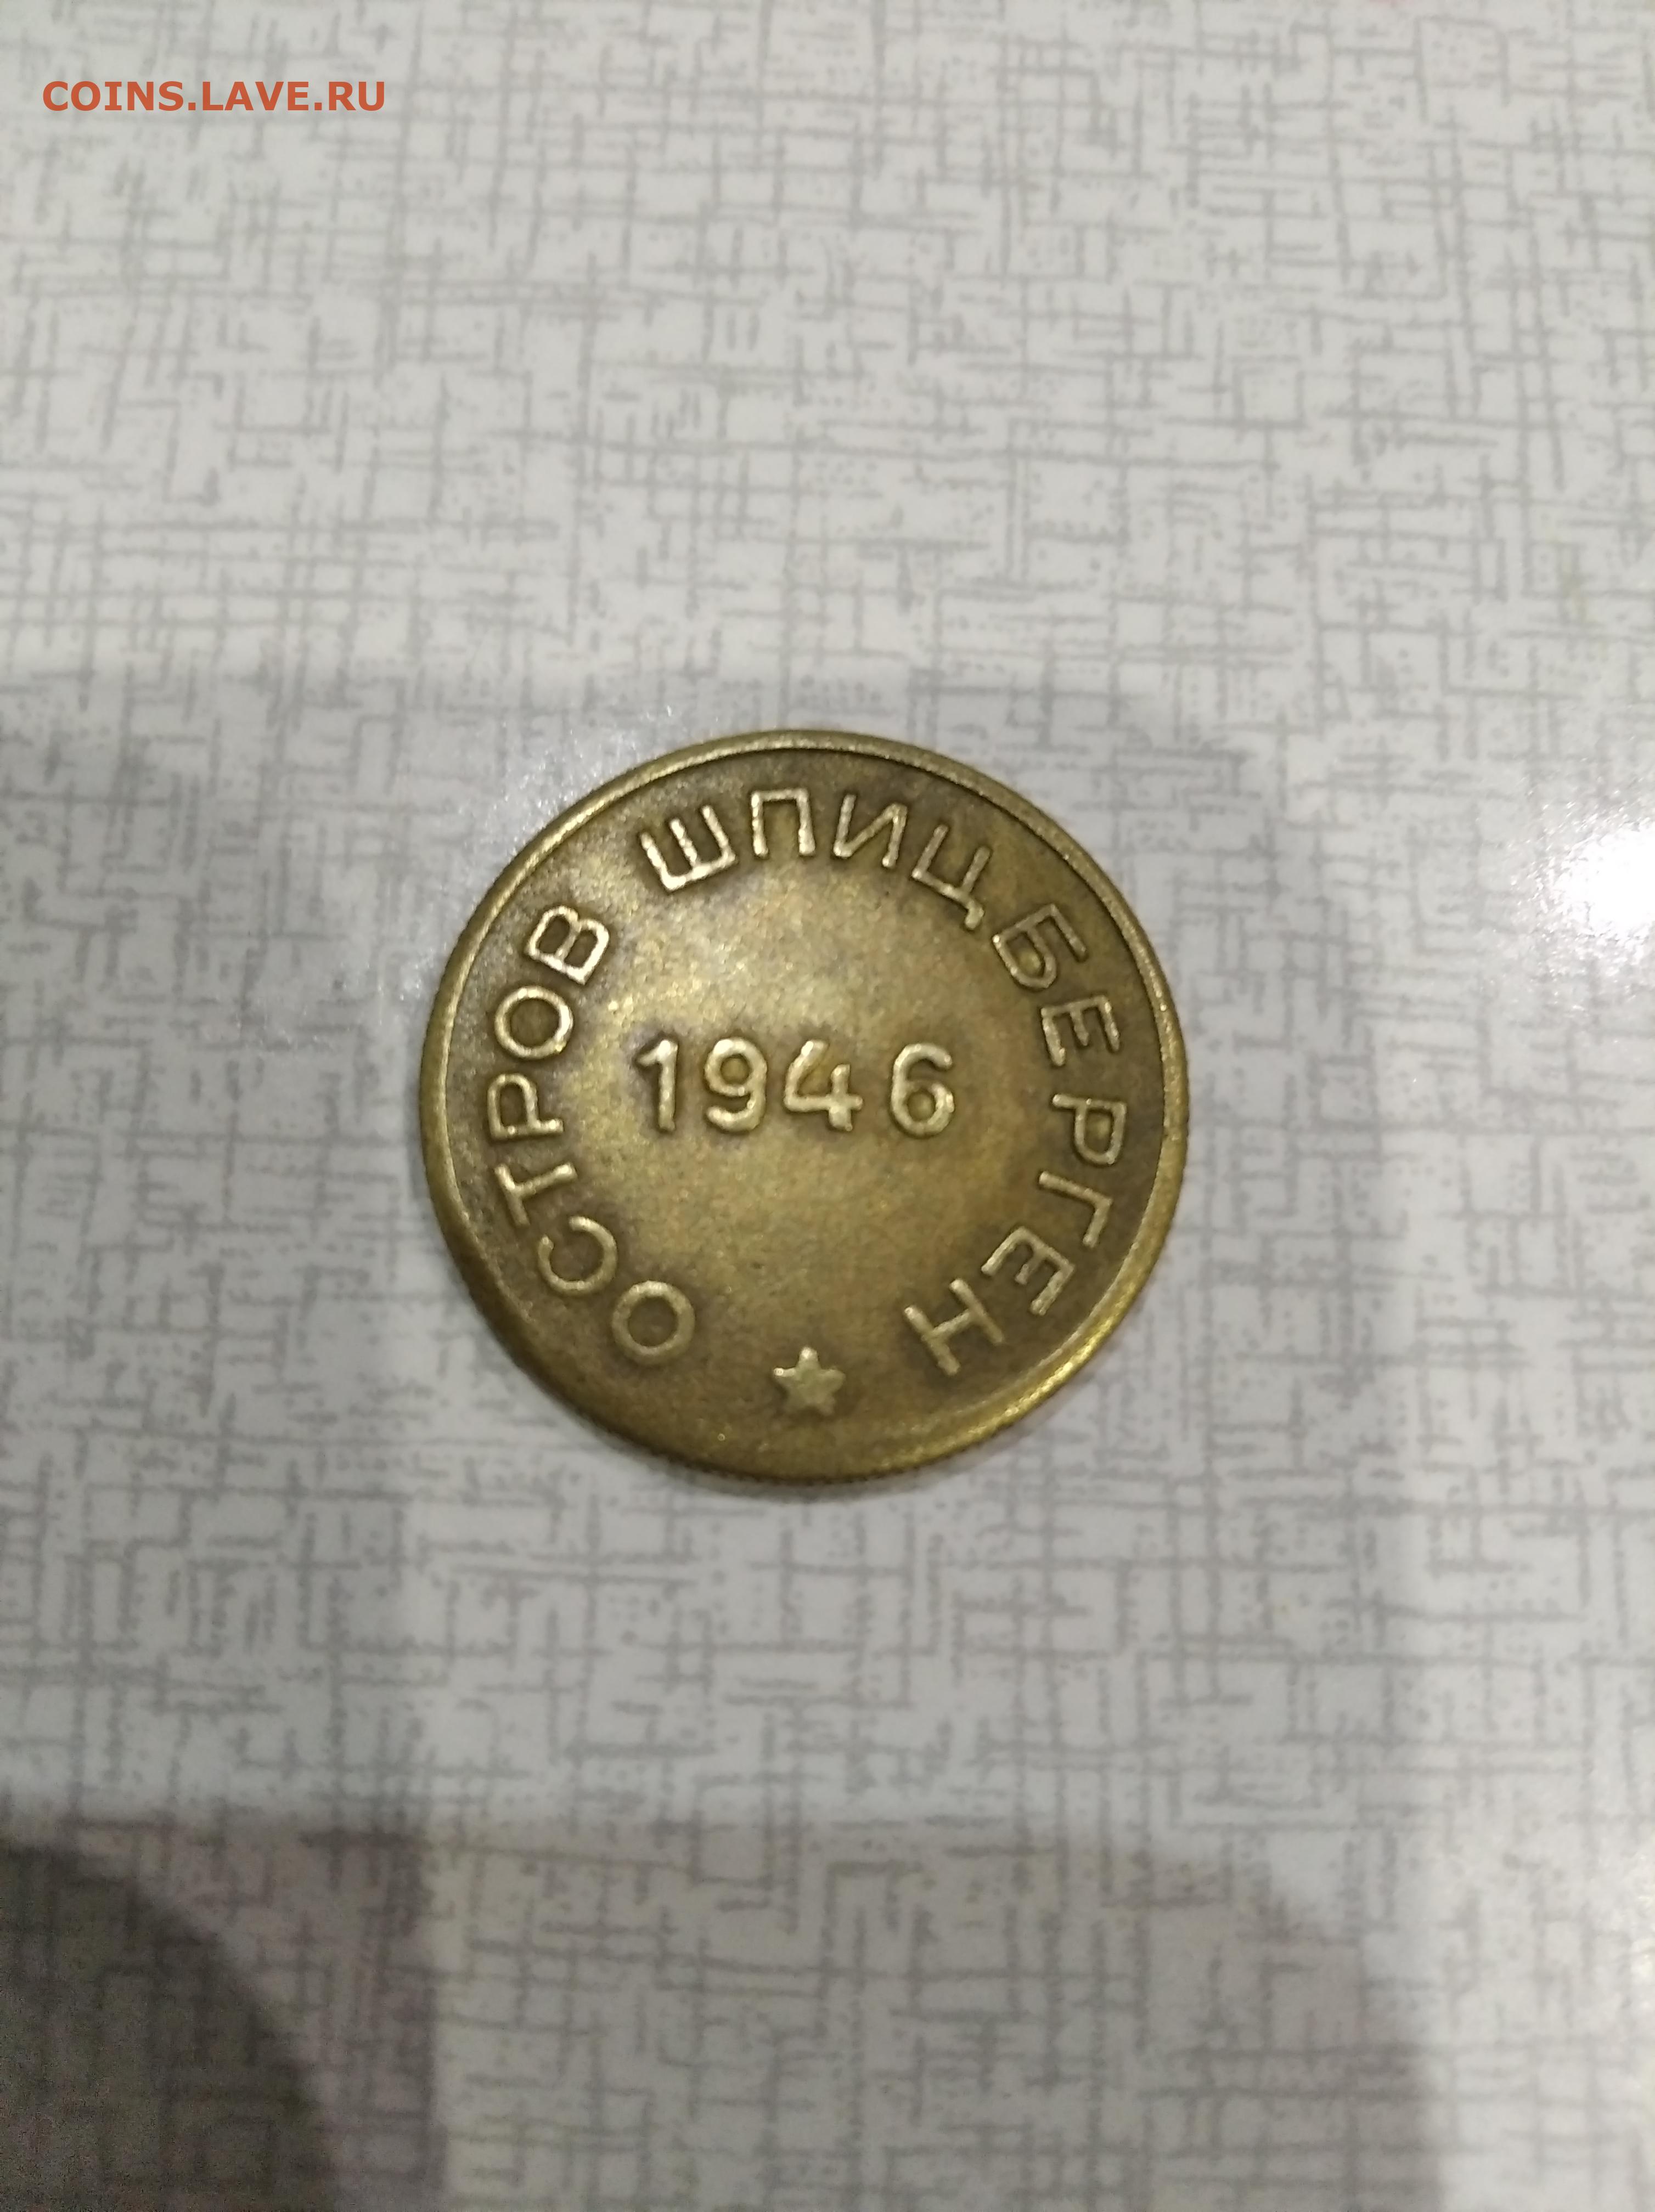 COINS.LAVE.RU
ОСТРОВ ШПИЦБЕРГЕН
1946